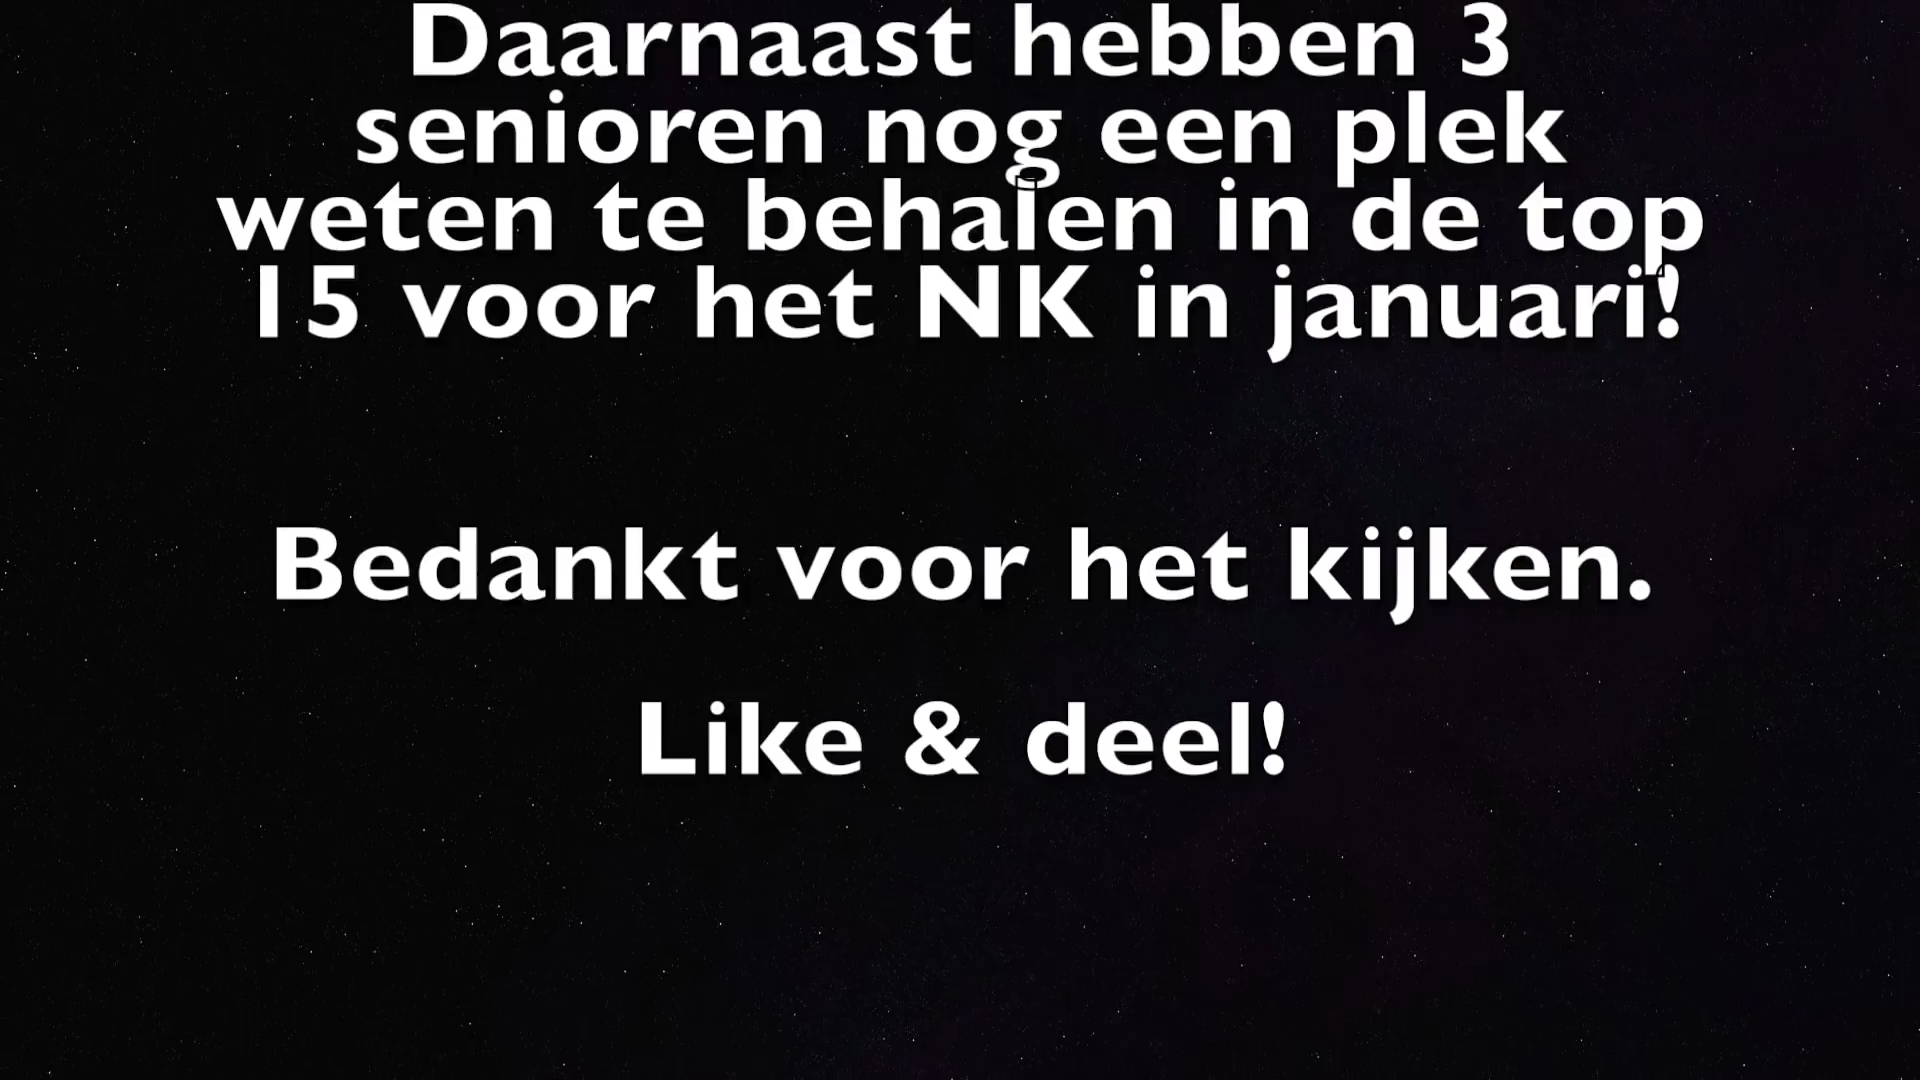 Daarnaast hebben 3
senioren nog een plek
weten te behalen in de top
15 voor het NK in januari!
Bedankt voor het kijken.
Like & deel!